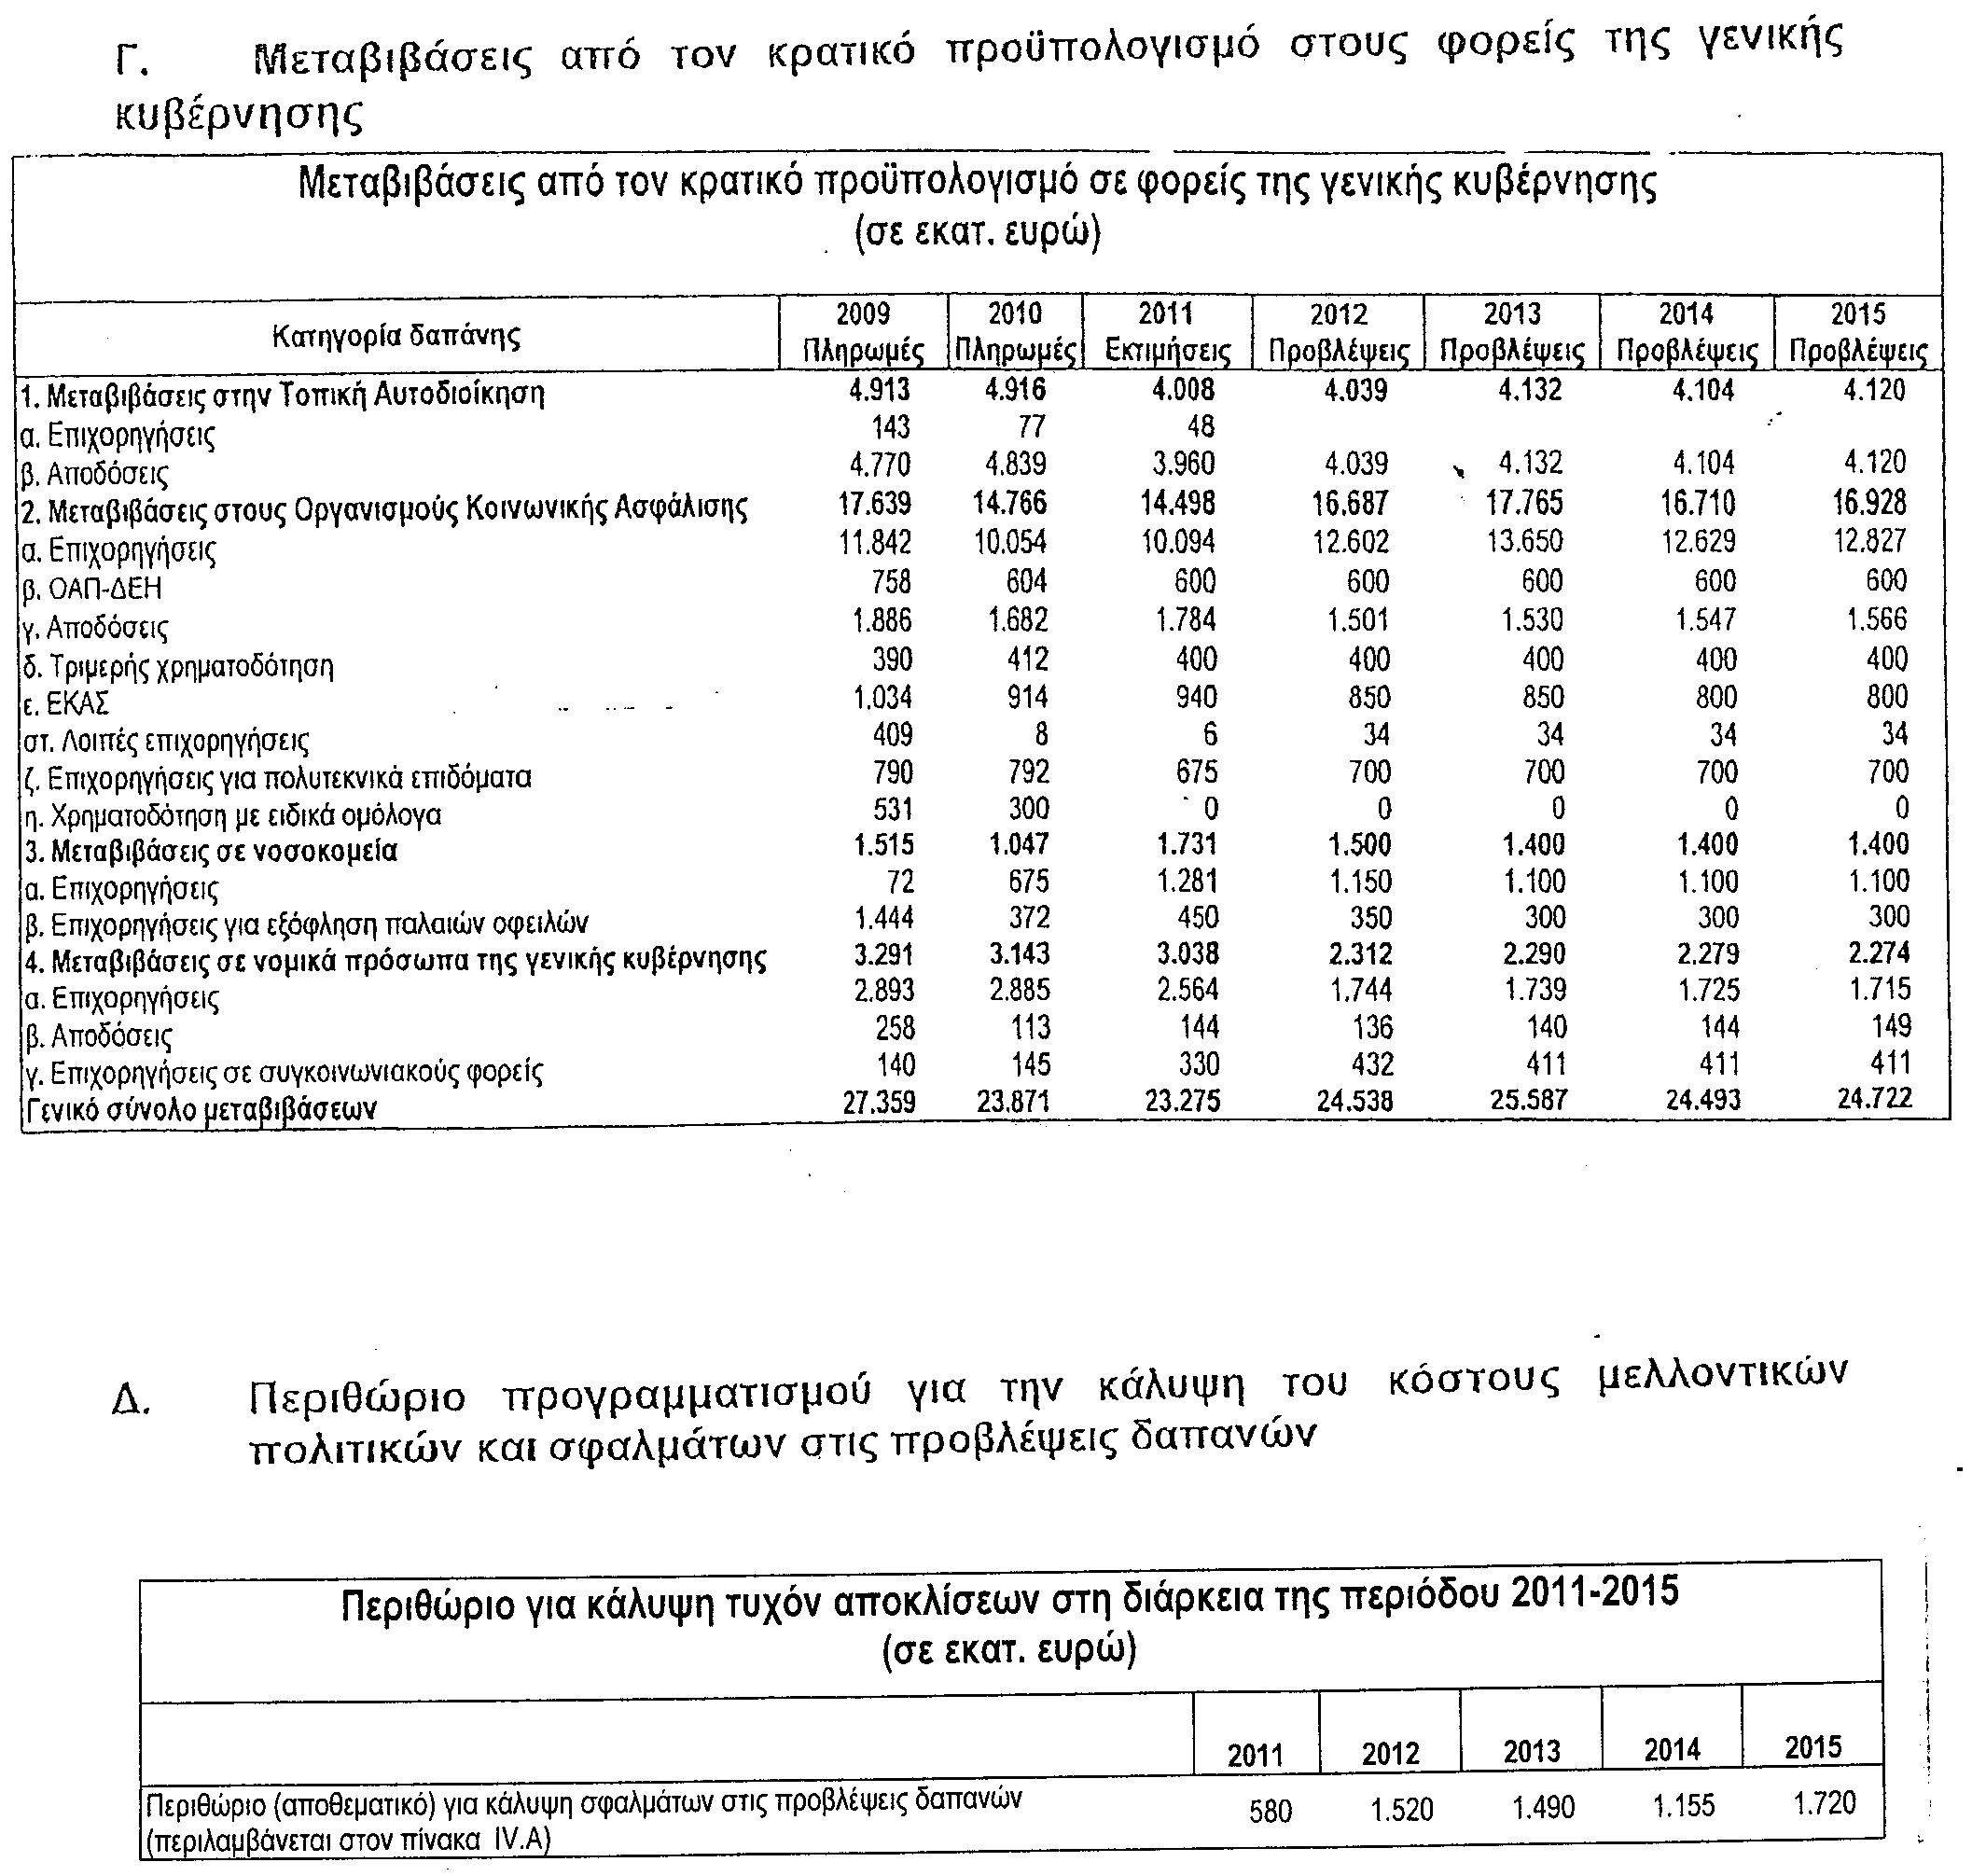 Γ. Μεταβιβάσεις από τον κρατικό προϋπολογισμό στους φορείς της γενικής
κυβέρνησης
Μεταβιβάσεις από τον κρατικό προϋπολογισμό σε φορείς της γενικής κυβέρνησης
(σε εκατ. ευρώ)
Κατηγορία δαπάνης 2009 Πληρωμές 2010 Πληρωμές 2011 Εκτιμήσεις 2012 Προβλέψεις 2013 Προβλέψεις 2014 Προβλέψεις 2015 Προβλέψεις
1. Μεταβιβάσεις στην Τοπική Αυτοδιοίκηση 4.913 4.916 4.008 4.039 4.132 4.104 4.120
α. Επιχορηγήσεις 143 77 48
β. Αποδόσεις 4.770 4.839 3.960 4.039 4.132 4.104 4.120
2. Μεταβιβάσεις στους Οργανισμούς Κοινωνικής Ασφάλισης 17.639 14.766 14.498 16.687 17.765 16.710 16.928
α. Επιχορηγήσεις 11.842 10.054 10.094 12.602 13.650 12.629 12.827
β. ΟΑΠ-ΔΕΗ 758 604 600 600 600 600 600
γ. Αποδόσεις 1.886 1.682 1.784 1.501 1.530 1.547 1.566
δ. Τριμερής χρηματοδότηση 390 412 400 400 400 400 400
ε. ΕΚΑΣ 1.034 914 940 850 850 800 800
στ. Λοιπές επιχορηγήσεις 409 8 6 34 34 34 34
ζ. Επιχορηγήσεις για πολυτεκνικά επιδόματα 790 792 675 700 700 700 700
η. Χρηματοδότηση με ειδικά ομόλογα 531 300 0 0 0 0 0
3. Μεταβιβάσεις σε νοσοκομεία 1.515 1.047 1.731 1.500 1.400 1.400 1.400
α. Επιχορηγήσεις 72 675 1.281 1.150 1.100 1.100 1.100
β. Επιχορηγήσεις για εξόφληση παλαιών οφειλών 1.444 372 450 350 300 300 300
4. Μεταβιβάσεις σε νομικά πρόσωπα της γενικής κυβέρνησης 3.291 3.143 3.038 2.312 2.290 2.279 2.274
α. Επιχορηγήσεις 2.893 2.885 2.564 1.744 1.739 1.725 1.715
β. Αποδόσεις 258 113 144 136 140 144 149
γ. Επιχορηγήσεις σε συγκοινωνιακούς φορείς 140 145 330 432 411 411 411
Γενικό σύνολο μεταβιβάσεων 27.359 23.871 23.275 24.538 25.587 24.493 24.722
Δ. Περιθώριο προγραμματισμού για την κάλυψη του κόστους μελλοντικών
πολιτικών και σφαλμάτων στις προβλέψεις δαπανών
Περιθώριο για κάλυψη τυχόν αποκλίσεων στη διάρκεια της περιόδου 2011-2015
(σε εκατ. ευρώ)
2011 2012 2013 2014 2015
Περιθώριο (αποθεματικό) για κάλυψη σφαλμάτων στις προβλέψεις δαπανών 580 1.520 1.490 1.155 1.720
(περιλαμβάνεται στον πίνακα IV.A)